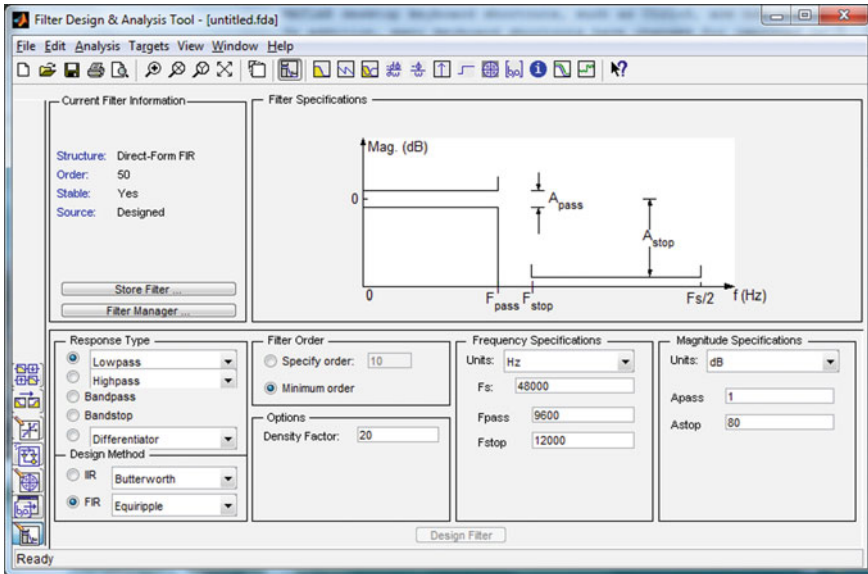 Filter Design & Analysis Tool - [untitled.fda]
File Edit Analysis Targets View Window Help
Current Filter Information
Structure: Direct-Form FIR
Order: 50
Stable: Yes
Source: Designed
Store Filter ...
Filter Manager ...
Filter Specifications
Mag. (dB)
0
A pass
A stop
0
F pass
F stop
Fs/2
f (Hz)
Response Type
Lowpass
Highpass
Bandpass
Bandstop
Differentiator
Design Method
IIR Butterworth
FIR Equiripple
Filter Order
Specify order: 10
Minimum order
Options
Density Factor: 20
Frequency Specifications
Units: Hz
Fs: 48000
Fpass 9600
Fstop 12000
Magnitude Specifications
Units: dB
Apass 1
Astop 80
Design Filter
Ready